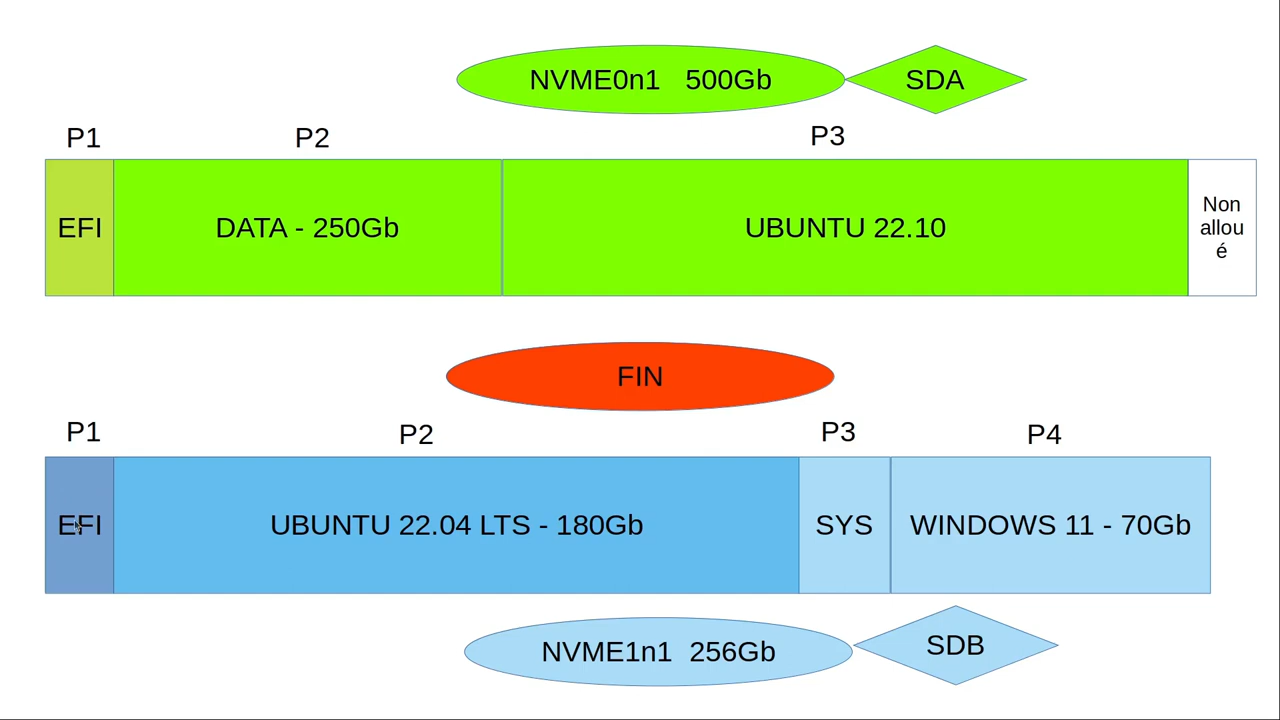 NVME0n1 500Gb
SDA
P1
P2
P3
EFI
DATA - 250Gb
UBUNTU 22.10
Non
allou
é
FIN
P1
P2
P3
P4
EFI
UBUNTU 22.04 LTS - 180Gb
SYS
WINDOWS 11 - 70Gb
NVME1n1 256Gb
SDB